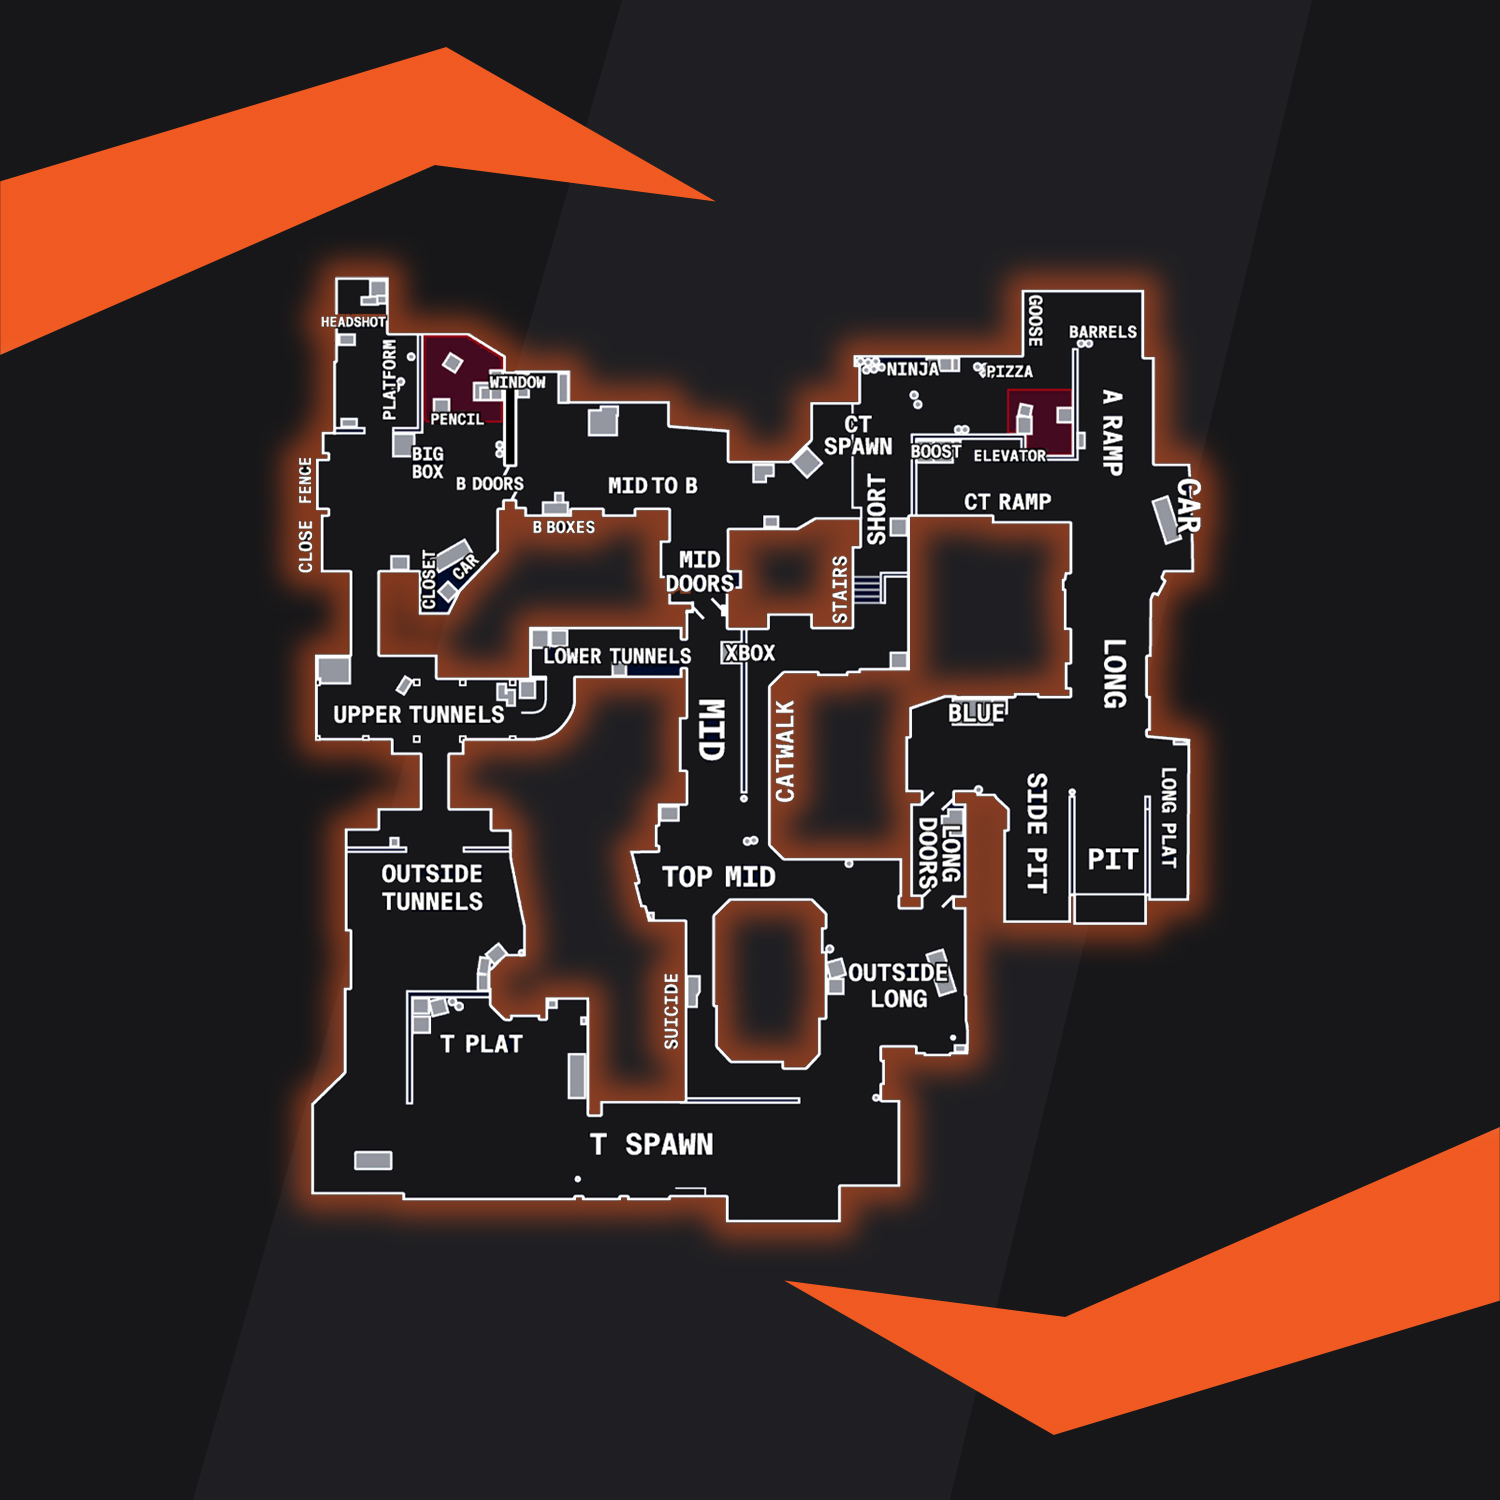 GOOSE
HEADSHOT
BARRELS
PLATFORM
NINJA
PIZZA
WINDOW
PENCIL
A RAMP
CT
SPAWN
BOOST
ELEVATOR
BIG
BOX
FENCE
B DOORS
MID TO B
SHORT
CT RAMP
CAR
B BOXES
CLOSE
MID
DOORS
CLOSET
CAR
STAIRS
LOWER TUNNELS
XBOX
LONG
UPPER TUNNELS
MID
CATWALK
BLUE
SIDE PIT
LONG PLAT
LONG
DOORS
PIT
OUTSIDE
TUNNELS
TOP MID
OUTSIDE
LONG
SUICIDE
T PLAT
T SPAWN